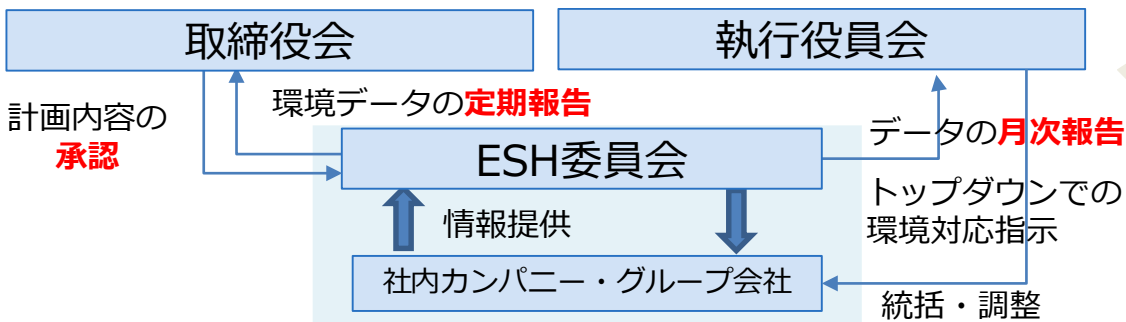 取締役会
執行役員会
計画内容の
承認
環境データの定期報告
データの月次報告
ESH委員会
トップダウンでの
環境対応指示
情報提供
社内カンパニー・グループ会社
統括・調整